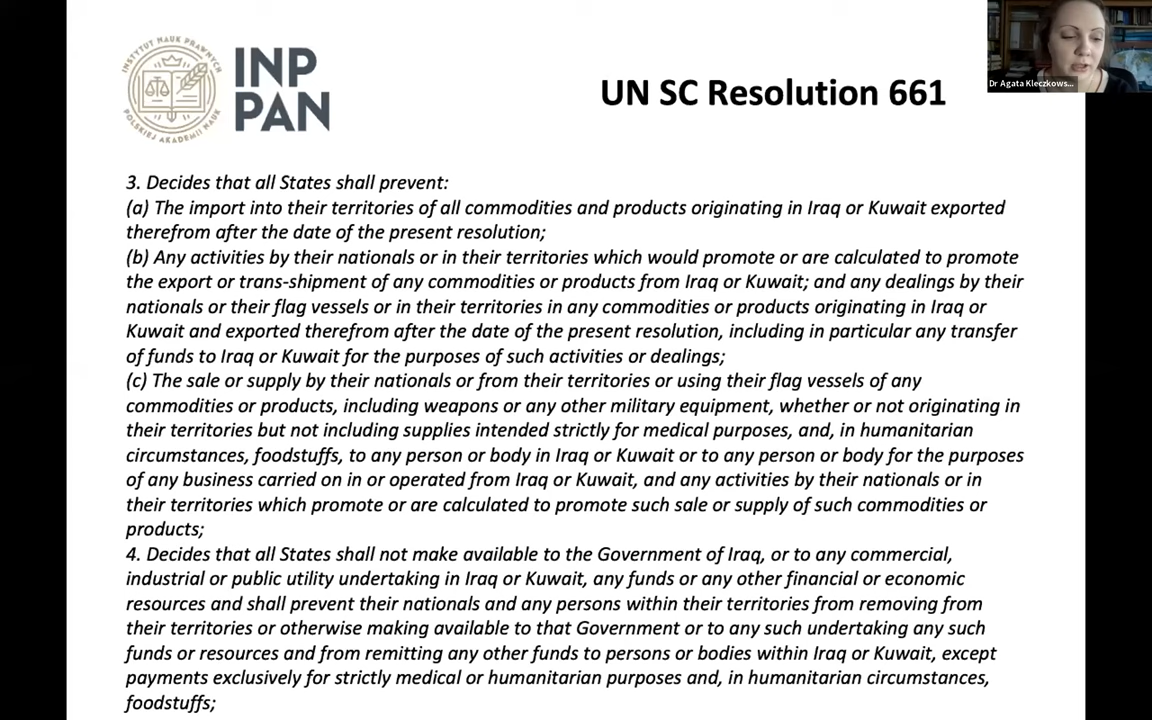 INSTYTUT NAUK PRAWNYCH
POLSKIEJ AKADEMII NAUK
INP
PAN
UN SC Resolution 661
Dr Agata Kleczkows...
3. Decides that all States shall prevent:
(a) The import into their territories of all commodities and products originating in Iraq or Kuwait exported
therefrom after the date of the present resolution;
(b) Any activities by their nationals or in their territories which would promote or are calculated to promote
the export or trans-shipment of any commodities or products from Iraq or Kuwait; and any dealings by their
nationals or their flag vessels or in their territories in any commodities or products originating in Iraq or
Kuwait and exported therefrom after the date of the present resolution, including in particular any transfer
of funds to Iraq or Kuwait for the purposes of such activities or dealings;
(c) The sale or supply by their nationals or from their territories or using their flag vessels of any
commodities or products, including weapons or any other military equipment, whether or not originating in
their territories but not including supplies intended strictly for medical purposes, and, in humanitarian
circumstances, foodstuffs, to any person or body in Iraq or Kuwait or to any person or body for the purposes
of any business carried on in or operated from Iraq or Kuwait, and any activities by their nationals or in
their territories which promote or are calculated to promote such sale or supply of such commodities or
products;
4. Decides that all States shall not make available to the Government of Iraq, or to any commercial,
industrial or public utility undertaking in Iraq or Kuwait, any funds or any other financial or economic
resources and shall prevent their nationals and any persons within their territories from removing from
their territories or otherwise making available to that Government or to any such undertaking any such
funds or resources and from remitting any other funds to persons or bodies within Iraq or Kuwait, except
payments exclusively for strictly medical or humanitarian purposes and, in humanitarian circumstances,
foodstuffs;